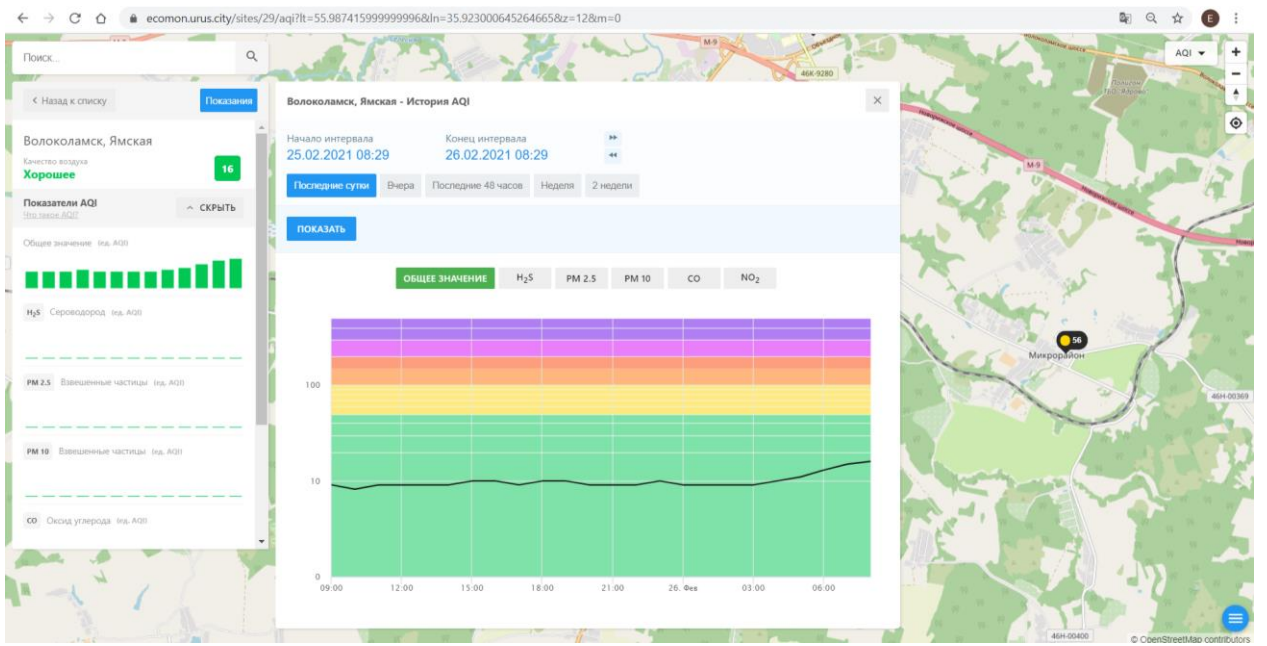 ecomon.urus.city/sites/29/aqi?lt=55.987415999999996&ln=35.923000645264665&z=12&m=0
E
Поиск...
М-9
46К-9280
AQI
Назад к списку
Показания
Волоколамск, Ямская
Качество воздуха
Хорошее
16
Показатели AQI
Что такое AQI?
СКРЫТЬ
Общее значение (ед. AQI)
H₂S Сероводород (ед. AQI)
PM 2.5 Взвешенные частицы (ед. AQI)
PM 10 Взвешенные частицы (ед. AQI)
CO Оксид углерода (ед. AQI)
Волоколамск, Ямская - История AQI
Начало интервала Конец интервала
25.02.2021 08:29 26.02.2021 08:29
Последние сутки Вчера Последние 48 часов Неделя 2 недели
ПОКАЗАТЬ
ОБЩЕЕ ЗНАЧЕНИЕ H₂S PM 2.5 PM 10 CO NO₂
100
10
0
09:00 12:00 15:00 18:00 21:00 26. Фев 03:00 06:00
М-9
56
Микрорайон
46Н-00369
46Н-00400
© OpenStreetMap contributors